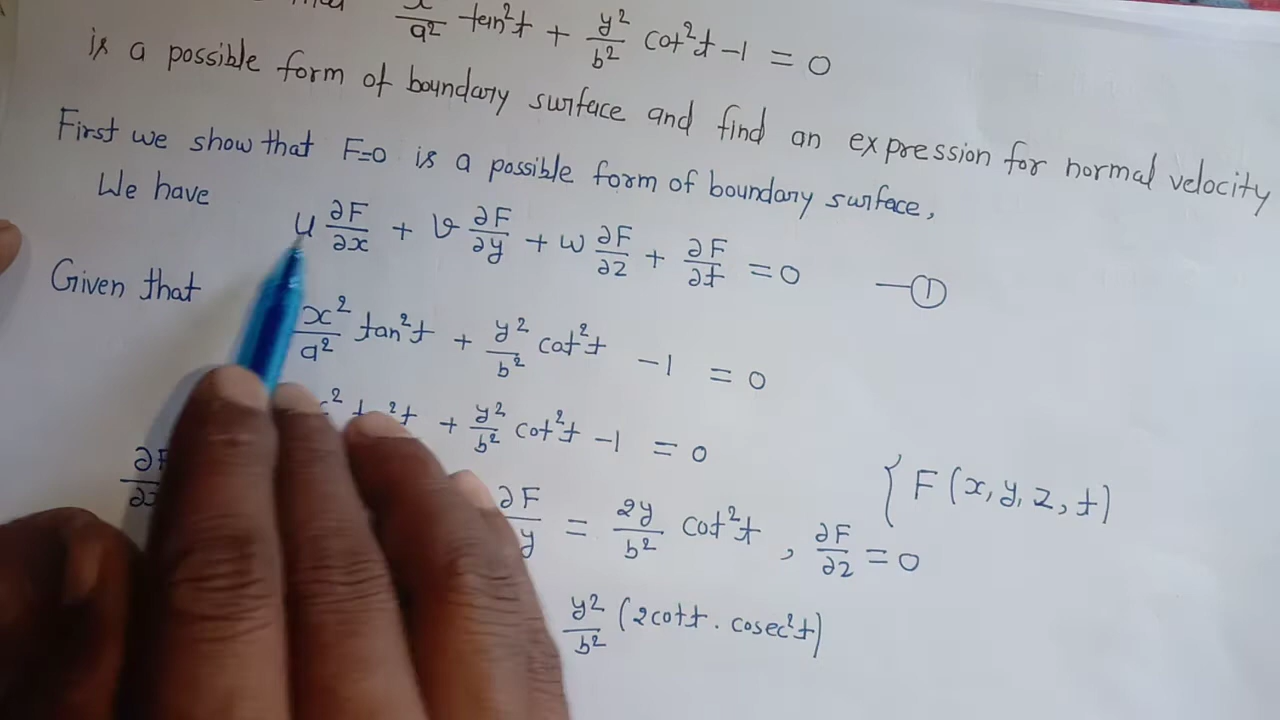 x/a² tan²t + y²/b² cot²t - 1 = 0
is a possible form of boundary surface and find an expression for normal velocity
First we show that F=0 is a possible form of boundary surface,
We have
u ∂F/∂x + v ∂F/∂y + w ∂F/∂z + ∂F/∂t = 0 —①
Given that
x²/a² tan²t + y²/b² cot²t - 1 = 0
+ y²/b² cot²t - 1 = 0
{ F(x, y, z, t)
∂F/∂y = 2y/b² cot²t , ∂F/∂z = 0
y²/b² (2cott . cosec²t)